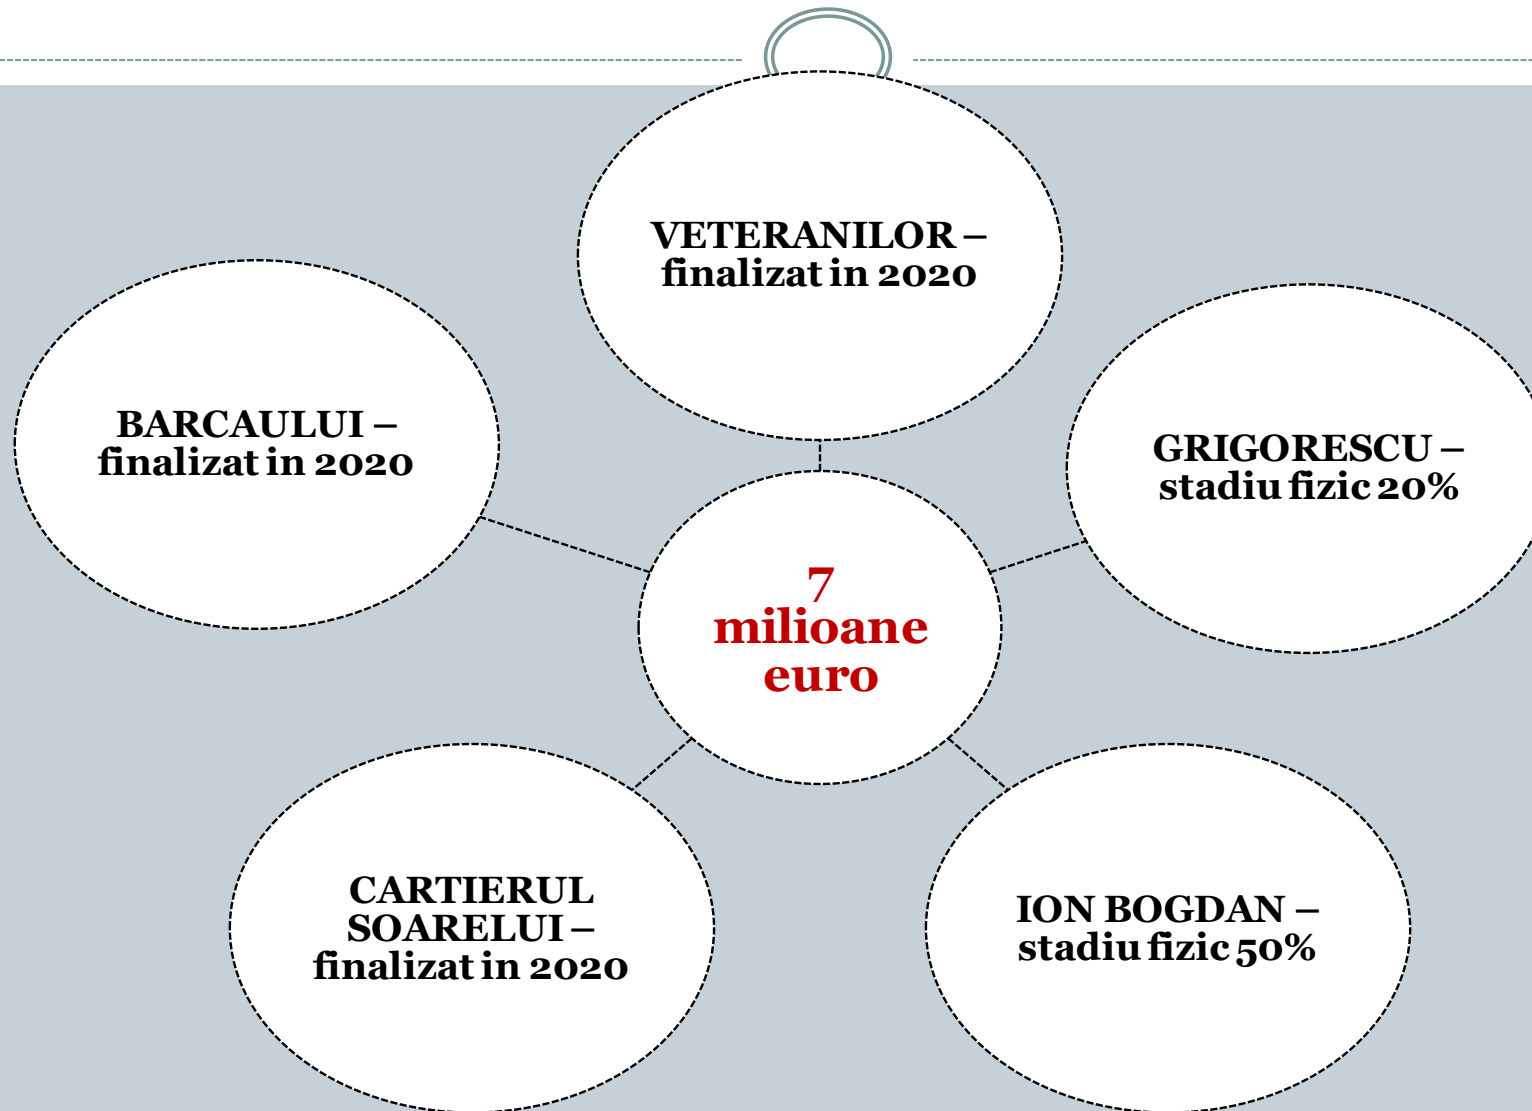 VETERANILOR –
finalizat in 2020
BARCAULUI –
finalizat in 2020
GRIGORESCU –
stadiu fizic 20%
7
milioane
euro
CARTIERUL
SOARELUI –
finalizat in 2020
ION BOGDAN –
stadiu fizic 50%